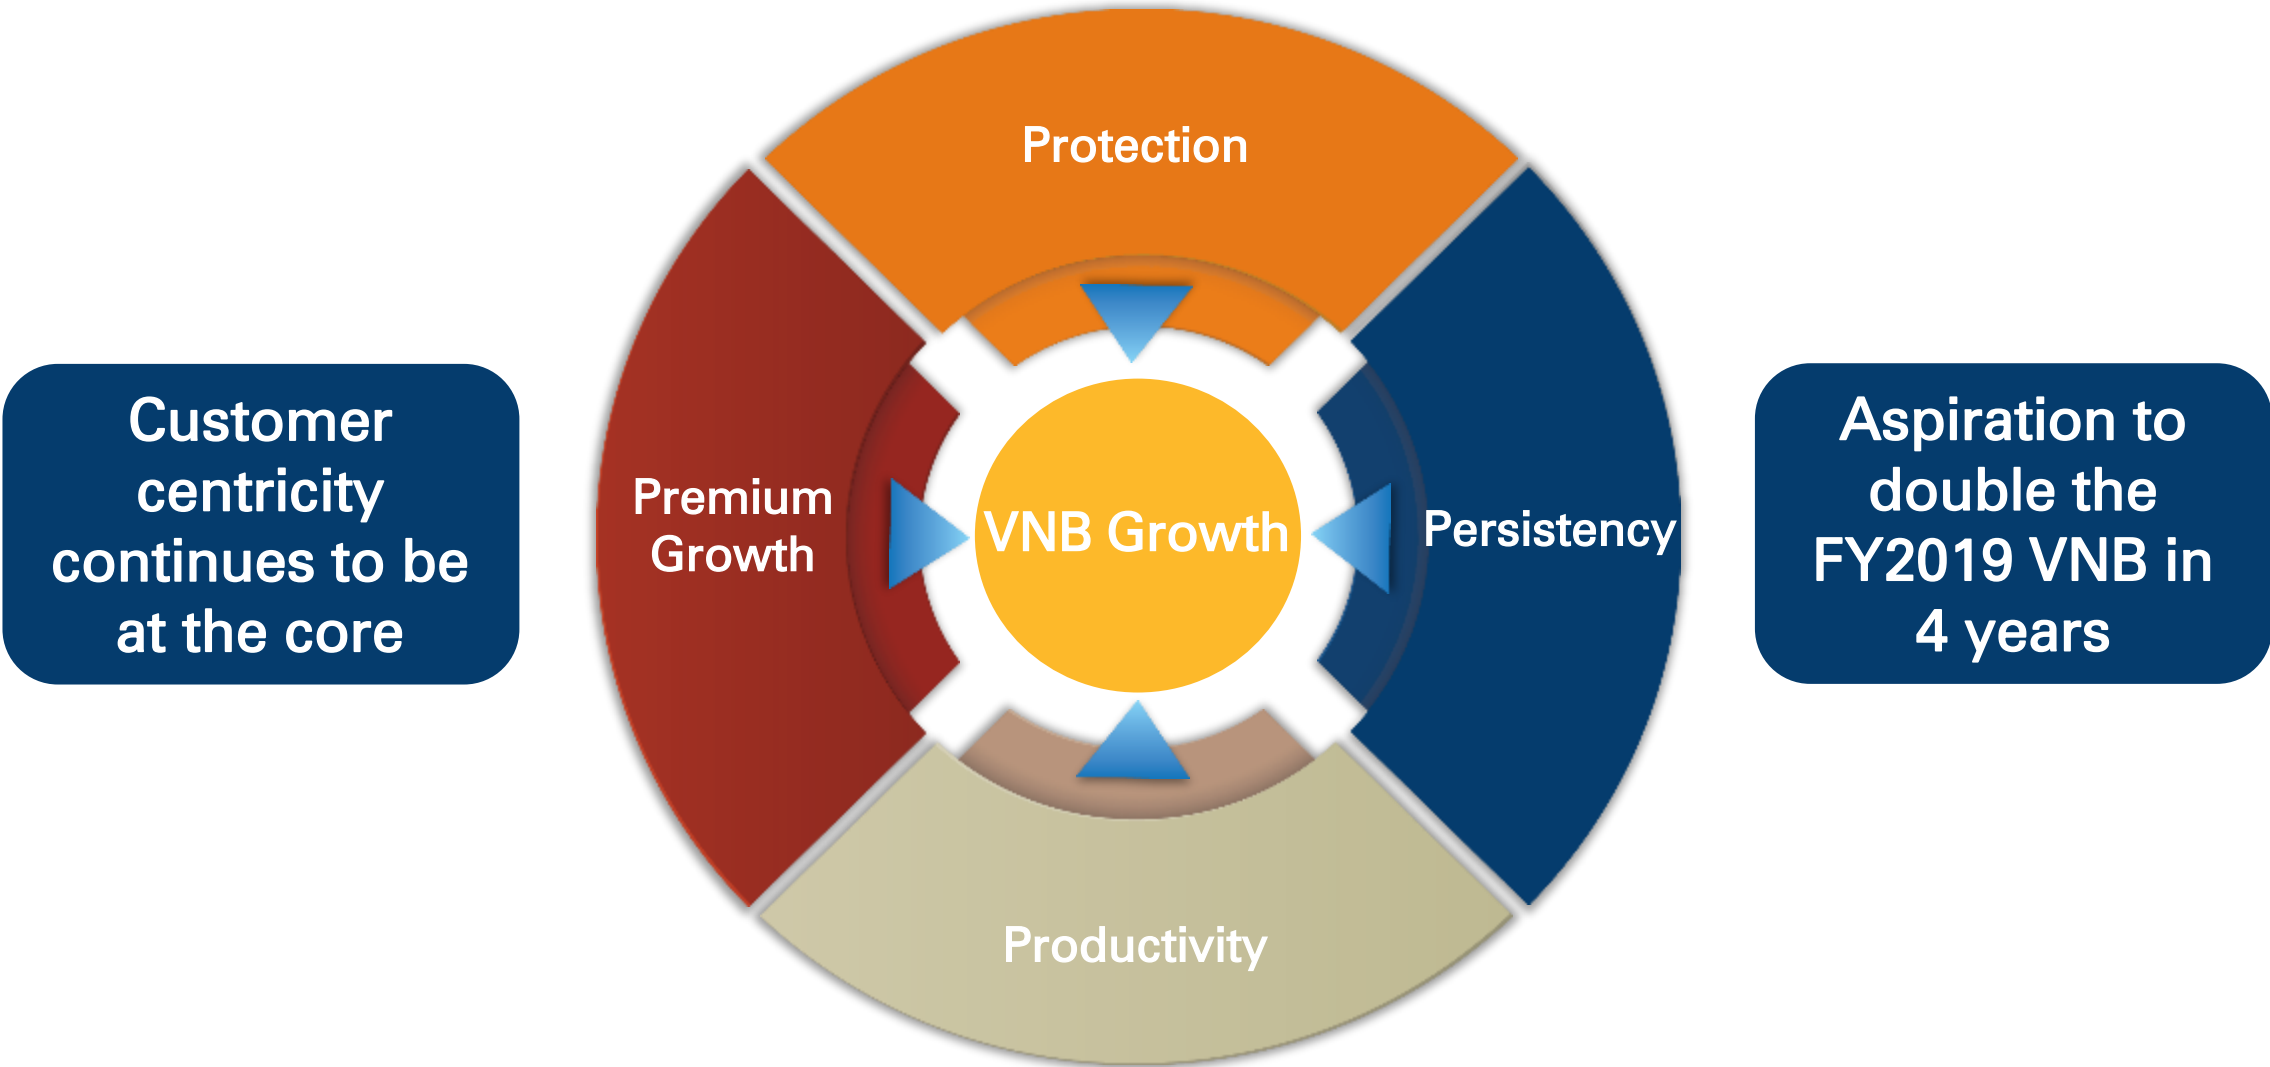 Customer
centricity
continues to be
at the core
Protection
Premium
Growth
VNB Growth
Persistency
Productivity
Aspiration to
double the
FY2019 VNB in
4 years